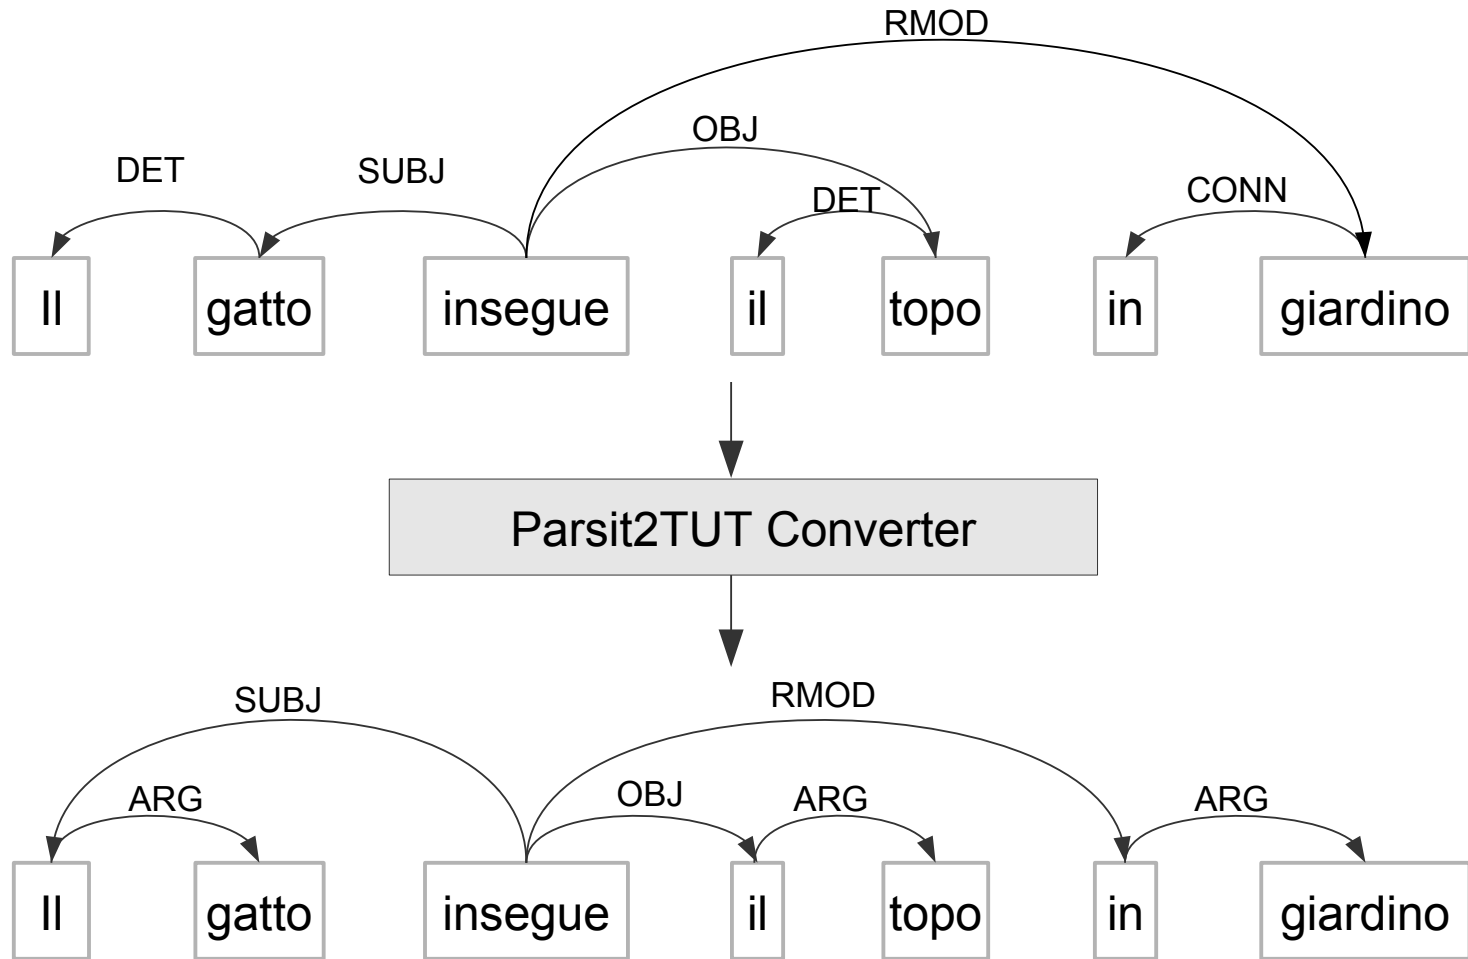 RMOD
OBJ
DET SUBJ DET CONN
Il gatto insegue il topo in giardino
Parsit2TUT Converter
SUBJ RMOD
ARG OBJ ARG ARG
Il gatto insegue il topo in giardino